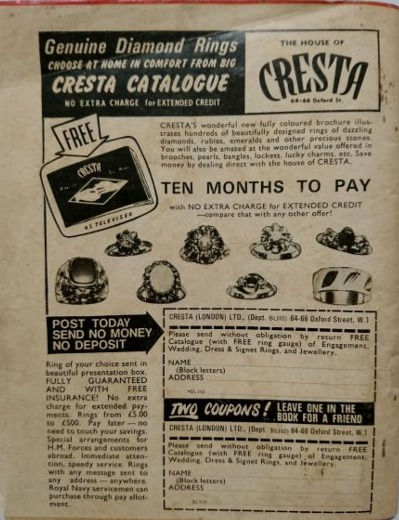 Genuine Diamond Rings
CHOOSE AT HOME IN COMFORT FROM BIG
CRESTA CATALOGUE
NO EXTRA CHARGE for EXTENDED CREDIT
THE HOUSE OF
CRESTA
64-66 Oxford St.
FREE
CRESTA
AS TELEVISED
CRESTA'S wonderful new fully coloured brochure illus-
trates hundreds of beautifully designed rings of dazzling
diamonds, rubies, emeralds and other precious stones.
You will also be amazed at the wonderful value offered in
brooches, pearls, bangles, lockets, lucky charms, etc. Save
money by dealing direct with the house of CRESTA.
TEN MONTHS TO PAY
with NO EXTRA CHARGE for EXTENDED CREDIT
—compare that with any other offer!
POST TODAY
SEND NO MONEY
NO DEPOSIT
Ring of your choice sent in
beautiful presentation box.
FULLY GUARANTEED
AND WITH FREE
INSURANCE! No extra
charge for extended pay-
ments. Rings from £5.00
to £500. Pay later — no
need to touch your savings.
Special arrangements for
H.M. Forces and customers
abroad. Immediate atten-
tion, speedy service. Rings
with any message sent to
any address — anywhere.
Royal Navy servicemen can
purchase through pay allot-
ment.
CRESTA (LONDON) LTD., (Dept. ) 64-66 Oxford Street, W.1
Please send without obligation by return FREE
Catalogue (with FREE ring gauge) of Engagement,
Wedding, Dress & Signet Rings, and Jewellery.
NAME
(Block letters)
ADDRESS
TWO COUPONS! LEAVE ONE IN THE BOOK FOR A FRIEND
CRESTA (LONDON) LTD., (Dept. ) 64-66 Oxford Street, W.1
Please send without obligation by return FREE
Catalogue (with FREE ring gauge) of Engagement,
Wedding, Dress & Signet Rings, and Jewellery.
NAME
(Block letters)
ADDRESS